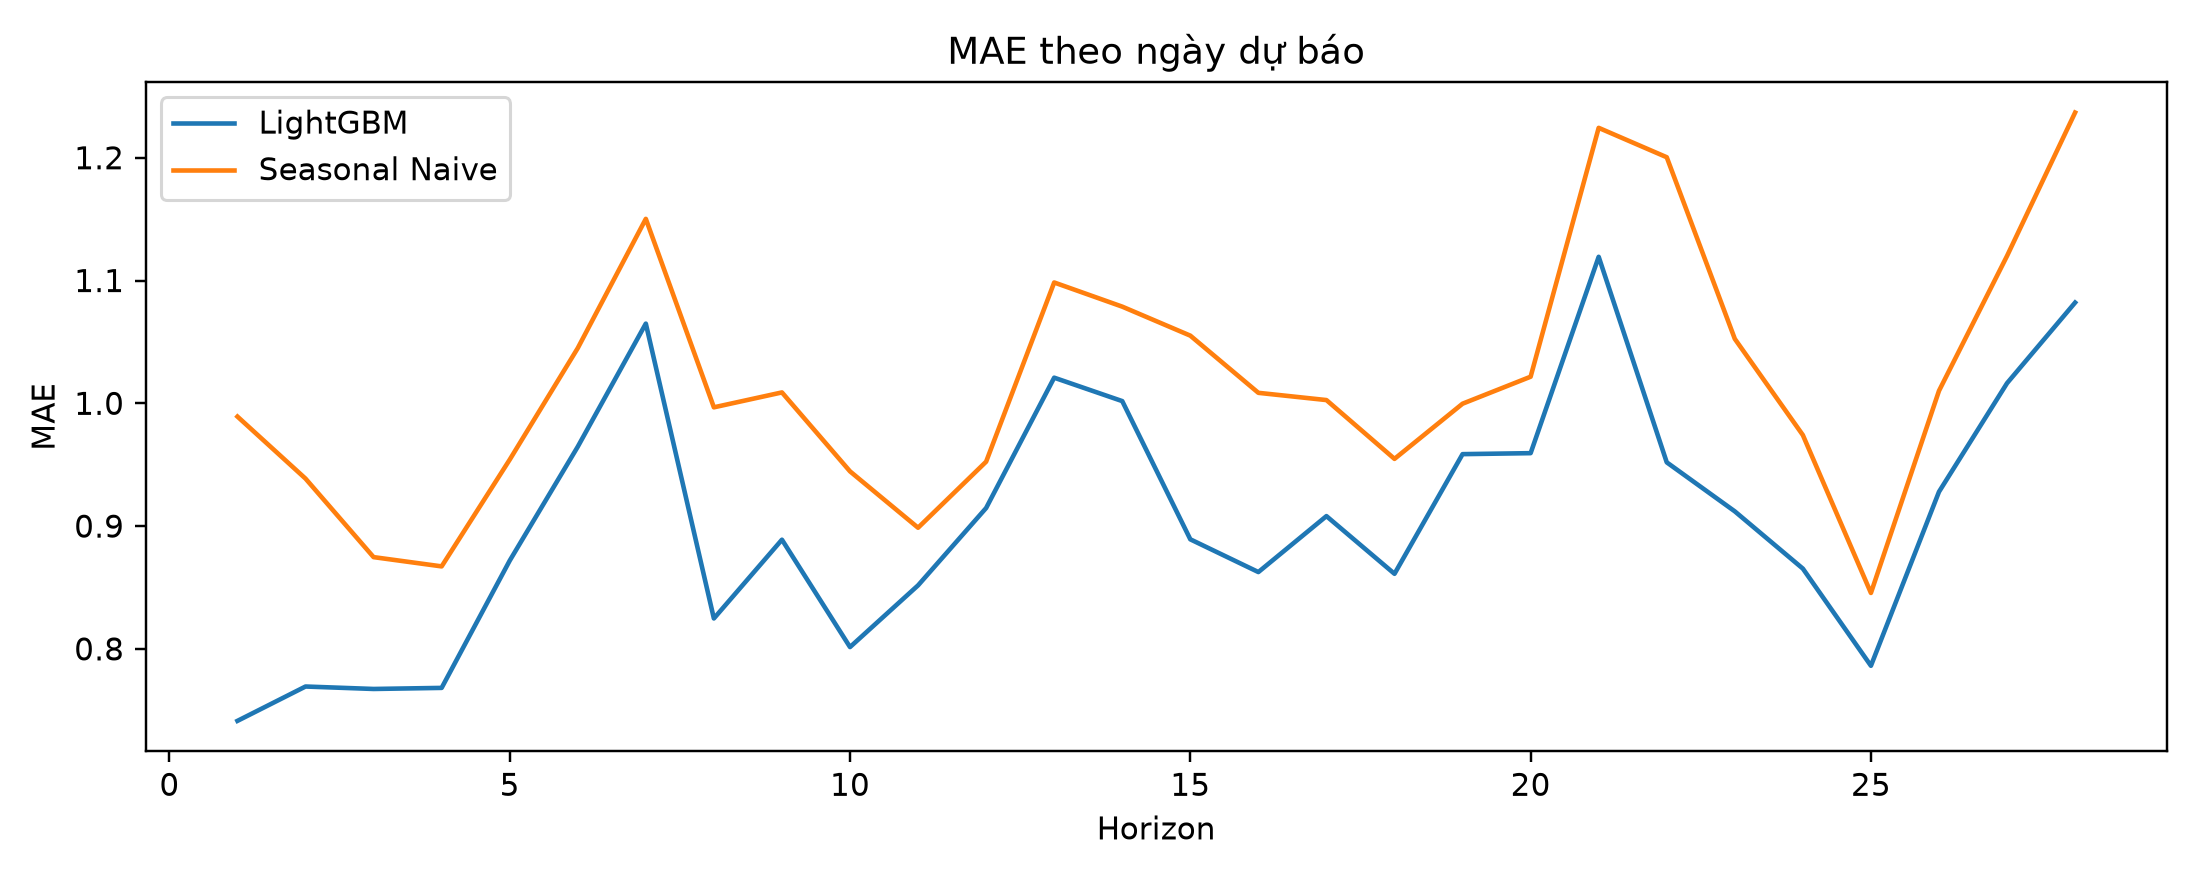 MAE theo ngày dự báo
LightGBM
Seasonal Naive
1.2
1.1
1.0
0.9
0.8
MAE
0 5 10 15 20 25
Horizon